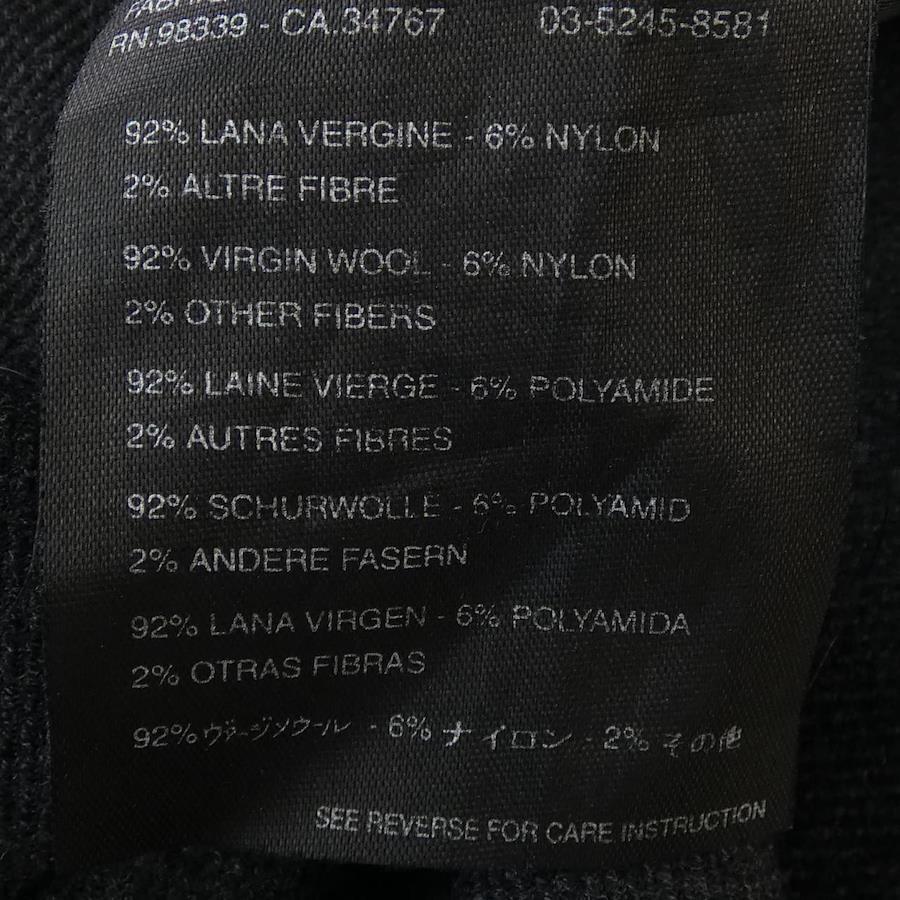 RN.98339 - CA.34767 03-5245-8581
92% LANA VERGINE - 6% NYLON
2% ALTRE FIBRE
92% VIRGIN WOOL - 6% NYLON
2% OTHER FIBERS
92% LAINE VIERGE - 6% POLYAMIDE
2% AUTRES FIBRES
92% SCHURWOLLE - 6% POLYAMID
2% ANDERE FASERN
92% LANA VIRGEN - 6% POLYAMIDA
2% OTRAS FIBRAS
92% ヴァージンウール - 6% ナイロン - 2% その他
SEE REVERSE FOR CARE INSTRUCTION